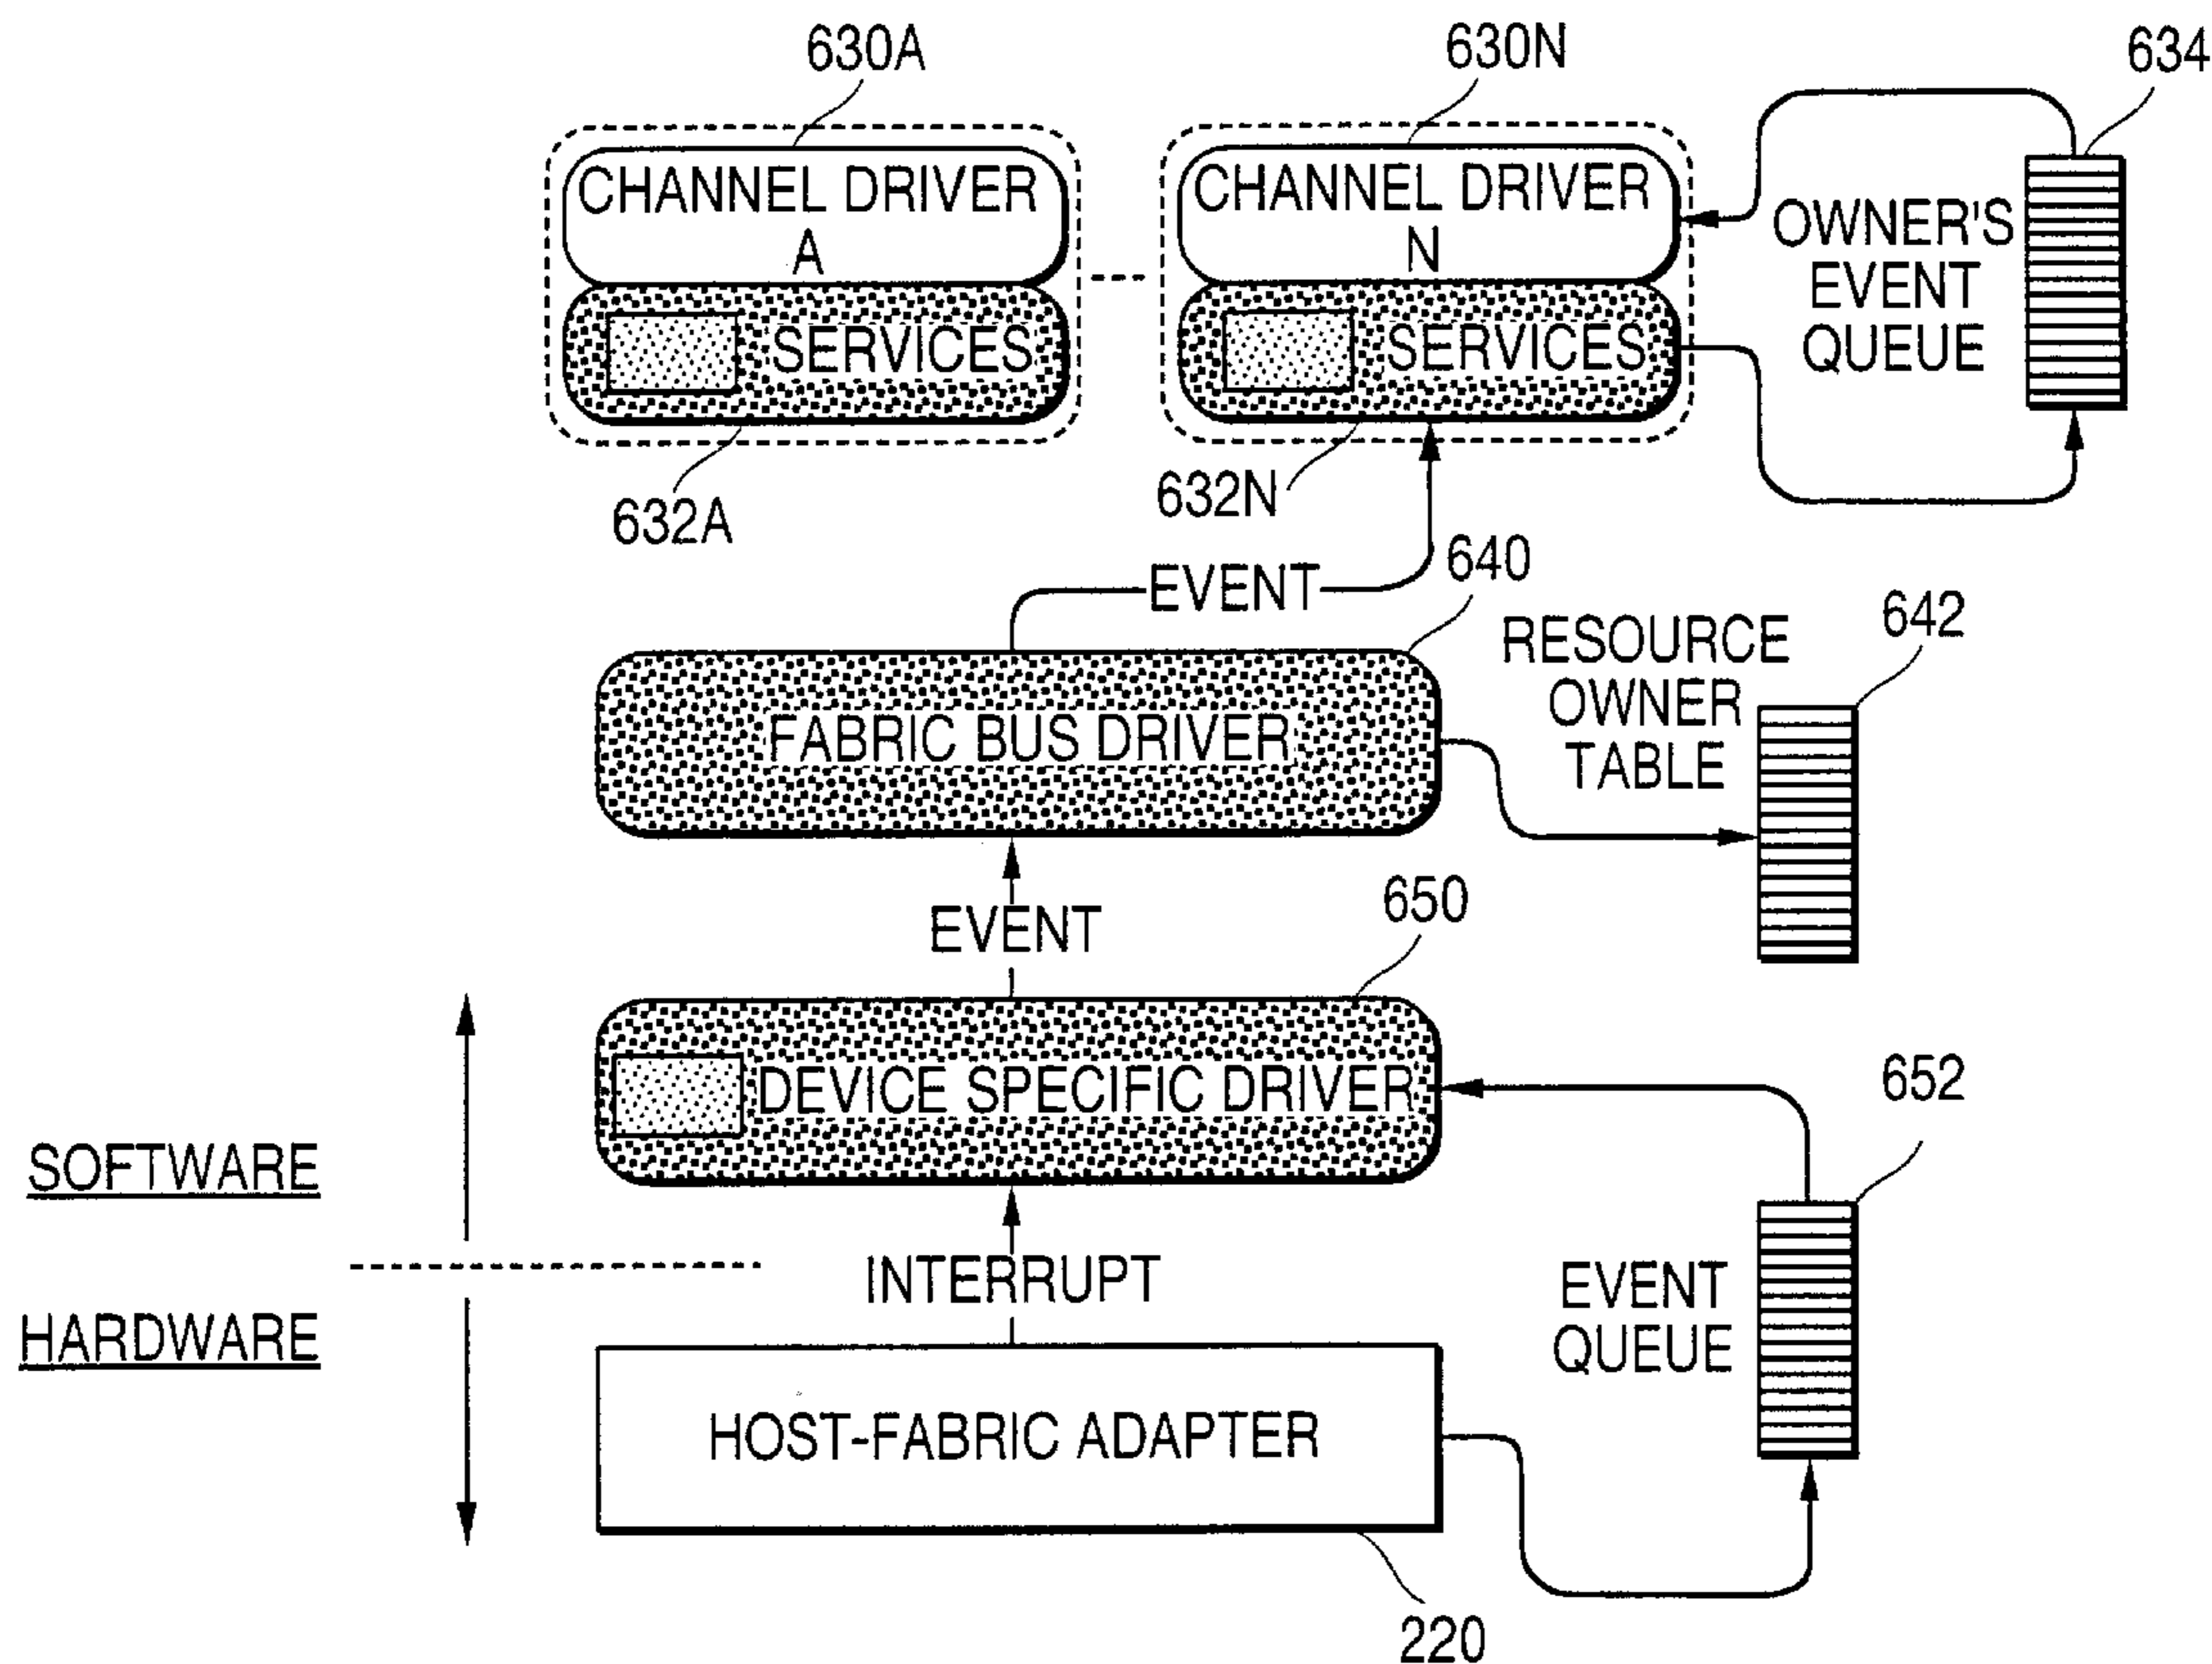 630A
630N
634
CHANNEL DRIVER
A
CHANNEL DRIVER
N
OWNER'S
EVENT
QUEUE
SERVICES
SERVICES
632A
632N
EVENT
640
RESOURCE
OWNER
TABLE
642
FABRIC BUS DRIVER
EVENT
650
DEVICE SPECIFIC DRIVER
652
SOFTWARE
INTERRUPT
HARDWARE
EVENT
QUEUE
HOST-FABRIC ADAPTER
220